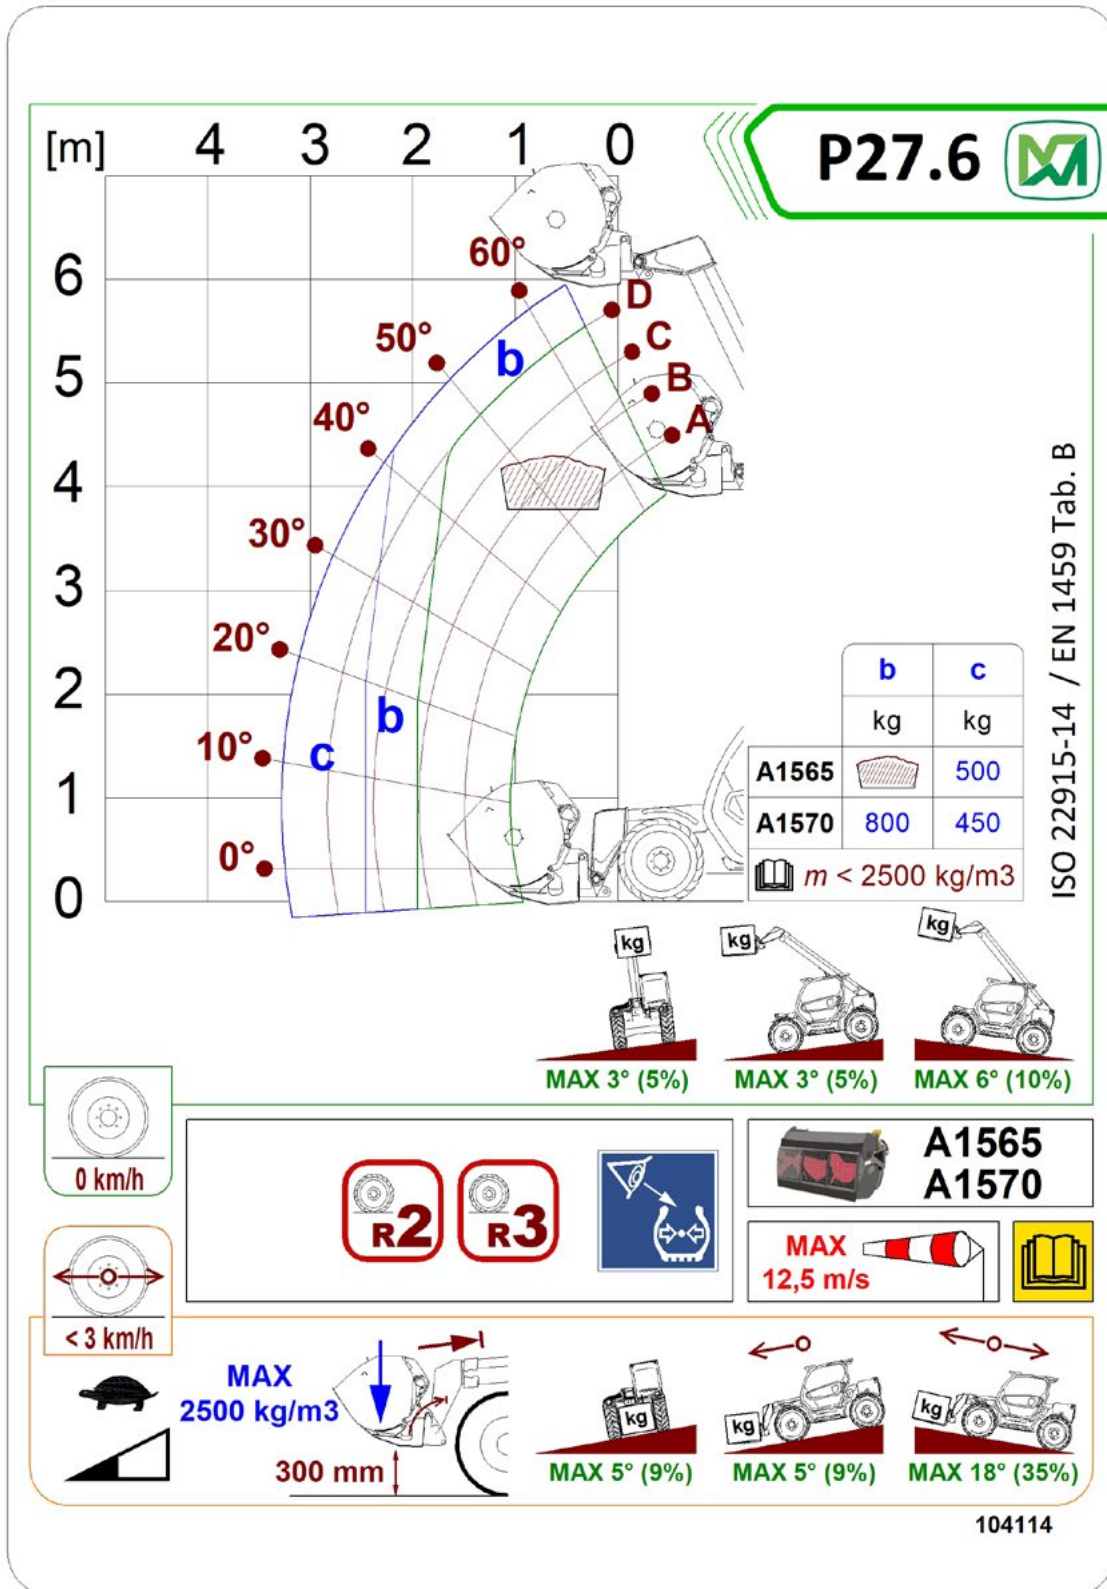 [m] 4 3 2 1 0
P27.6
60°
6
D
50°
C
b
5
B
40°
A
4
30°
3
20°
b c
kg kg
2
b
A1565 500
10°
c
1
A1570 800 450
0°
m < 2500 kg/m3
0
ISO 22915-14 / EN 1459 Tab. B
kg kg kg
MAX 3° (5%) MAX 3° (5%) MAX 6° (10%)
0 km/h
R2 R3
A1565
A1570
MAX
12,5 m/s
< 3 km/h
MAX
2500 kg/m3
300 mm
kg kg kg
MAX 5° (9%) MAX 5° (9%) MAX 18° (35%)
104114